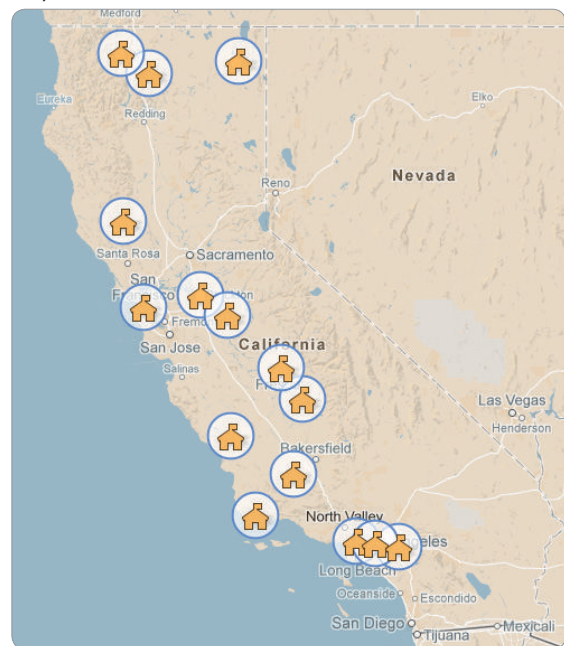 Medford
Eureka
Redding
Elko
Reno
Nevada
Santa Rosa
Sacramento
San
Fremo
San Jose
California
Salinas
Las Vegas
Henderson
Bakersfield
North Valley
geles
Long Beach
Oceanside
Escondido
San Diego
Mexicali
Tijuana